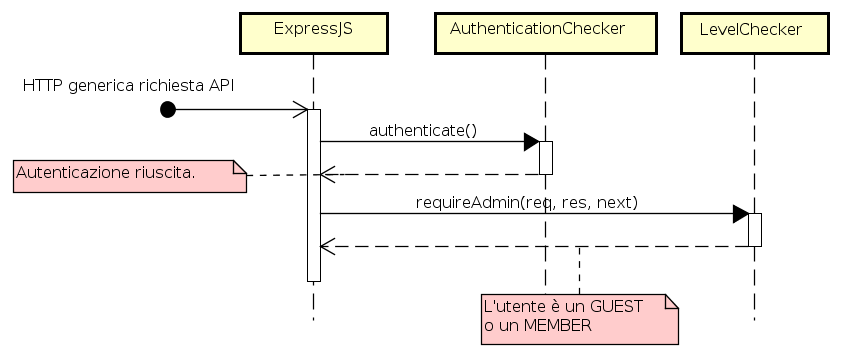 ExpressJS
AuthenticationChecker
LevelChecker
HTTP generica richiesta API
authenticate()
Autenticazione riuscita.
requireAdmin(req, res, next)
L'utente è un GUEST
o un MEMBER